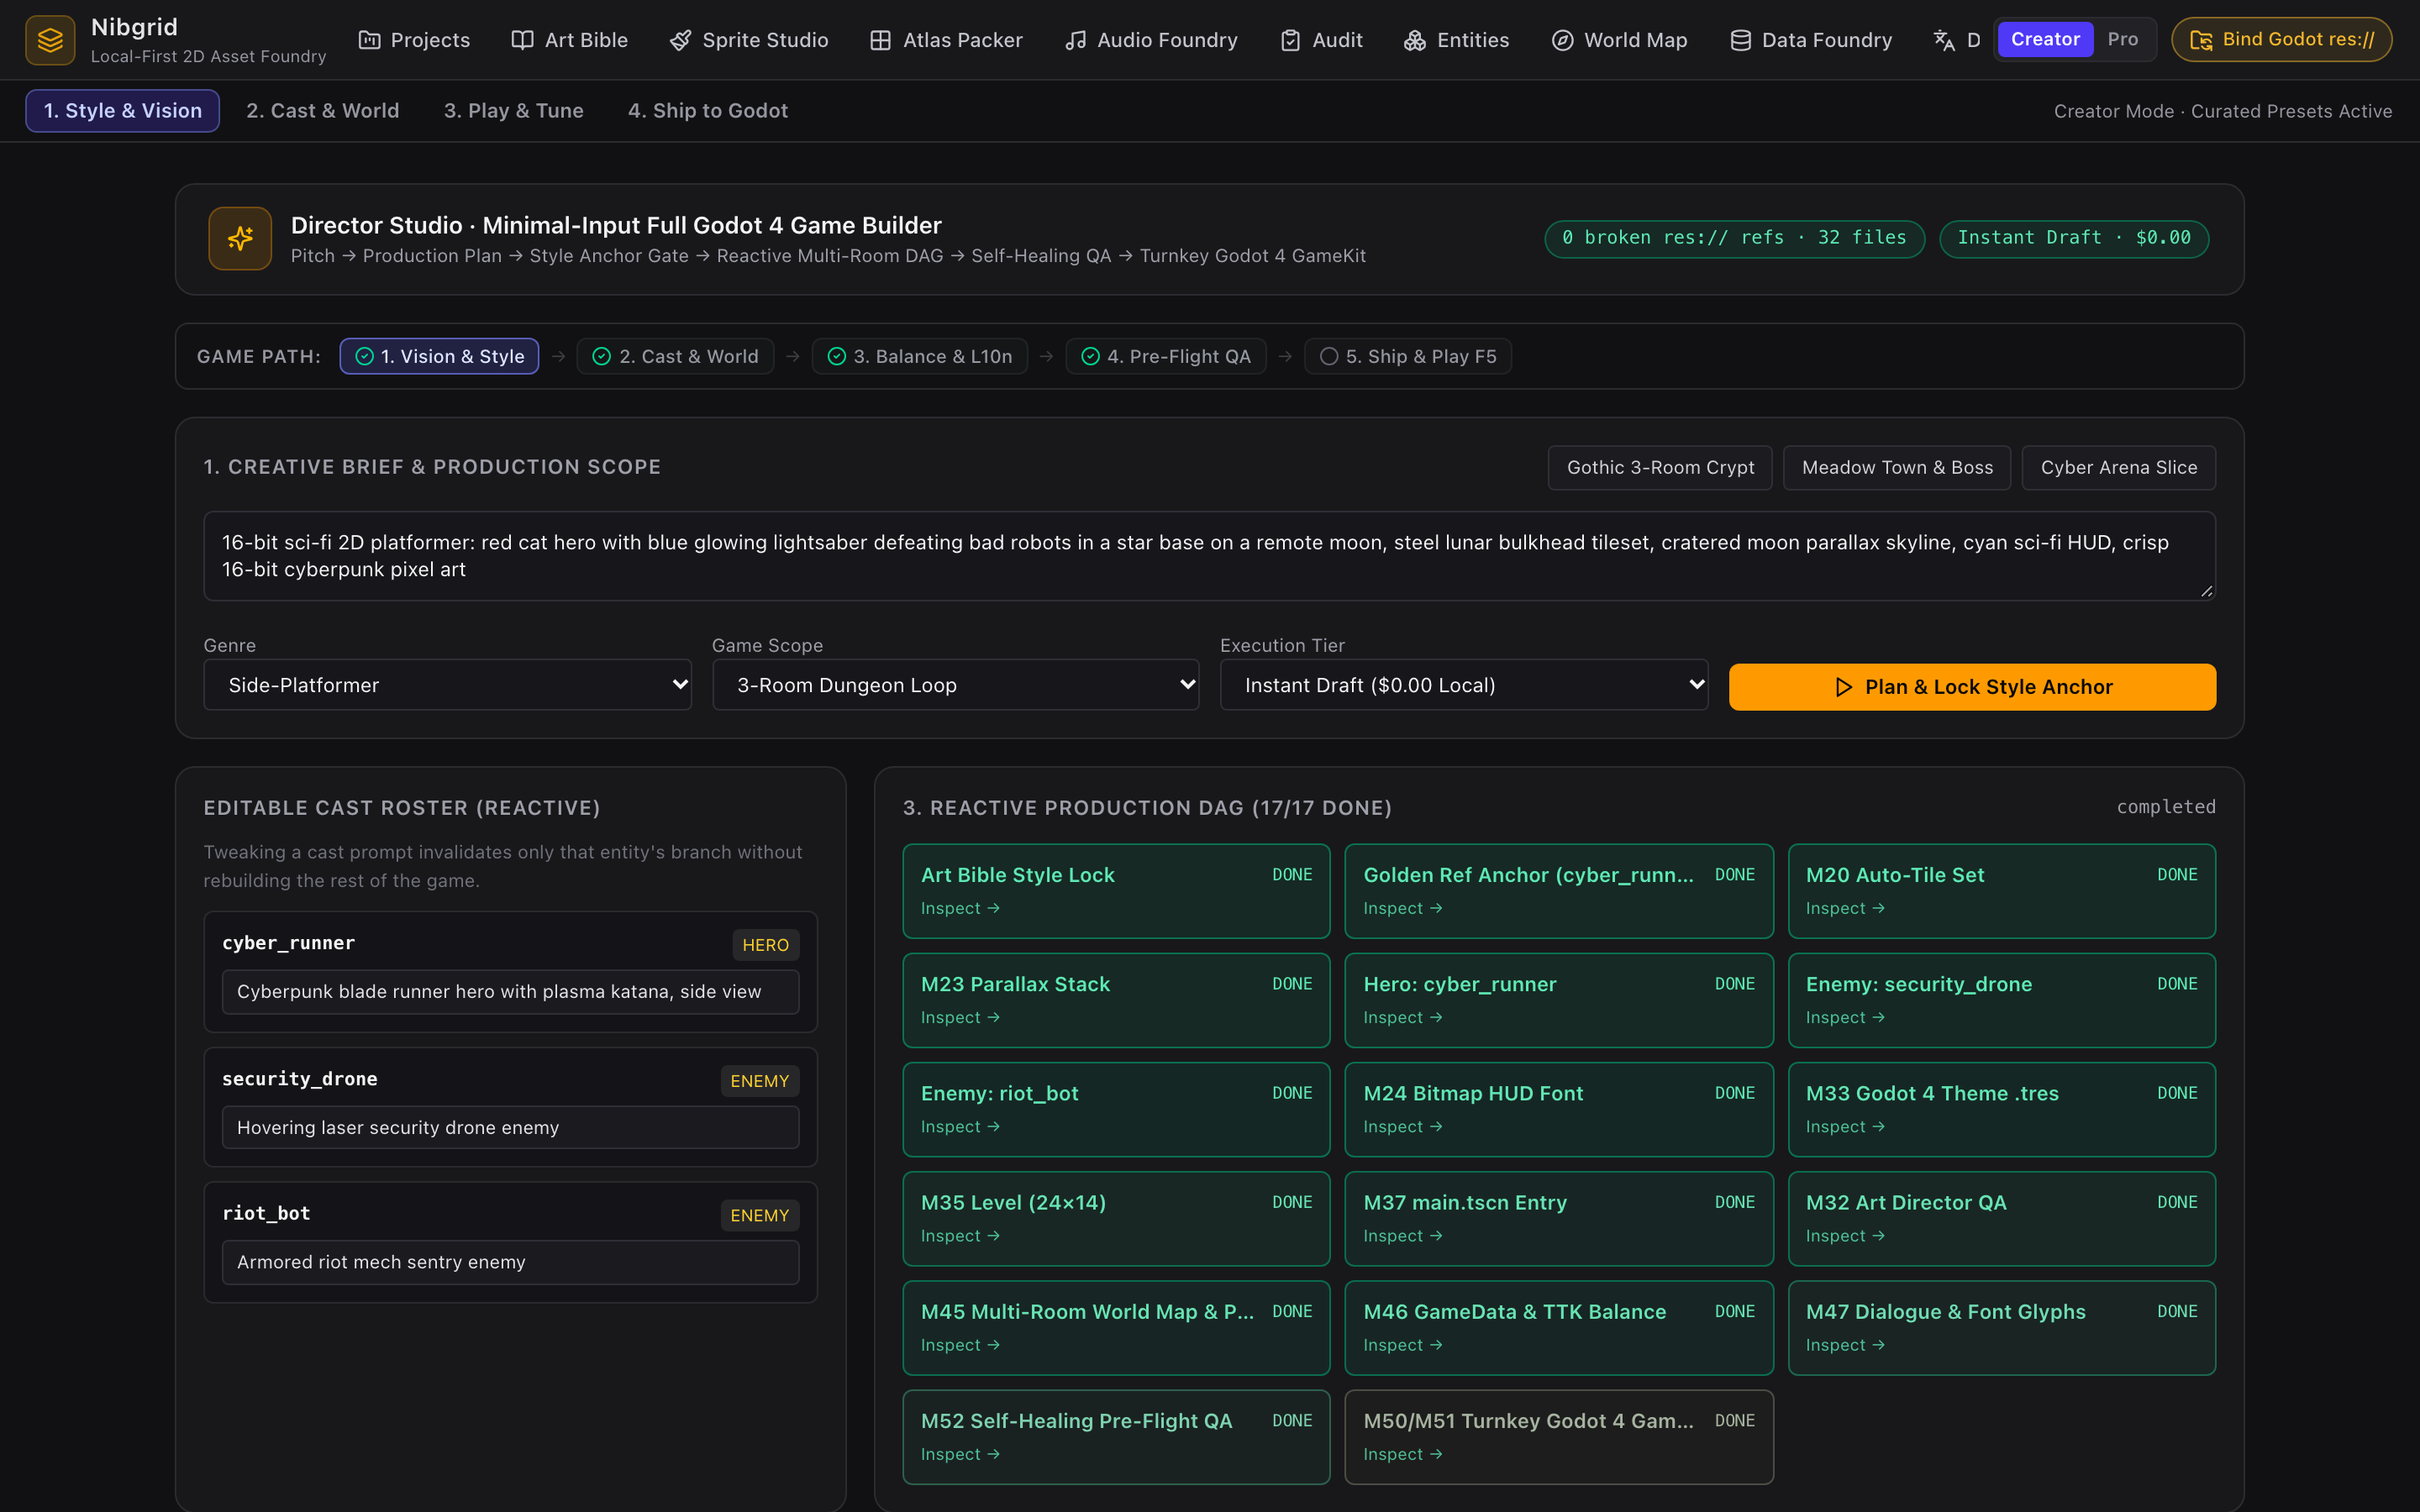 Nibgrid
Local-First 2D Asset Foundry
Projects
Art Bible
Sprite Studio
Atlas Packer
Audio Foundry
Audit
Entities
World Map
Data Foundry
D
Creator
Pro
Bind Godot res://
1. Style & Vision
2. Cast & World
3. Play & Tune
4. Ship to Godot
Creator Mode · Curated Presets Active
Director Studio · Minimal-Input Full Godot 4 Game Builder
Pitch → Production Plan → Style Anchor Gate → Reactive Multi-Room DAG → Self-Healing QA → Turnkey Godot 4 GameKit
0 broken res:// refs · 32 files
Instant Draft · $0.00
GAME PATH:
1. Vision & Style
→
2. Cast & World
→
3. Balance & L10n
→
4. Pre-Flight QA
→
5. Ship & Play F5
1. CREATIVE BRIEF & PRODUCTION SCOPE
Gothic 3-Room Crypt
Meadow Town & Boss
Cyber Arena Slice
16-bit sci-fi 2D platformer: red cat hero with blue glowing lightsaber defeating bad robots in a star base on a remote moon, steel lunar bulkhead tileset, cratered moon parallax skyline, cyan sci-fi HUD, crisp
16-bit cyberpunk pixel art
Genre
Game Scope
Execution Tier
Side-Platformer
3-Room Dungeon Loop
Instant Draft ($0.00 Local)
Plan & Lock Style Anchor
EDITABLE CAST ROSTER (REACTIVE)
Tweaking a cast prompt invalidates only that entity's branch without
rebuilding the rest of the game.
cyber_runner
HERO
Cyberpunk blade runner hero with plasma katana, side view
security_drone
ENEMY
Hovering laser security drone enemy
riot_bot
ENEMY
Armored riot mech sentry enemy
3. REACTIVE PRODUCTION DAG (17/17 DONE)
completed
Art Bible Style Lock
DONE
Inspect →
Golden Ref Anchor (cyber_runn...
DONE
Inspect →
M20 Auto-Tile Set
DONE
Inspect →
M23 Parallax Stack
DONE
Inspect →
Hero: cyber_runner
DONE
Inspect →
Enemy: security_drone
DONE
Inspect →
Enemy: riot_bot
DONE
Inspect →
M24 Bitmap HUD Font
DONE
Inspect →
M33 Godot 4 Theme .tres
DONE
Inspect →
M35 Level (24×14)
DONE
Inspect →
M37 main.tscn Entry
DONE
Inspect →
M32 Art Director QA
DONE
Inspect →
M45 Multi-Room World Map & P...
DONE
Inspect →
M46 GameData & TTK Balance
DONE
Inspect →
M47 Dialogue & Font Glyphs
DONE
Inspect →
M52 Self-Healing Pre-Flight QA
DONE
Inspect →
M50/M51 Turnkey Godot 4 Gam...
DONE
Inspect →